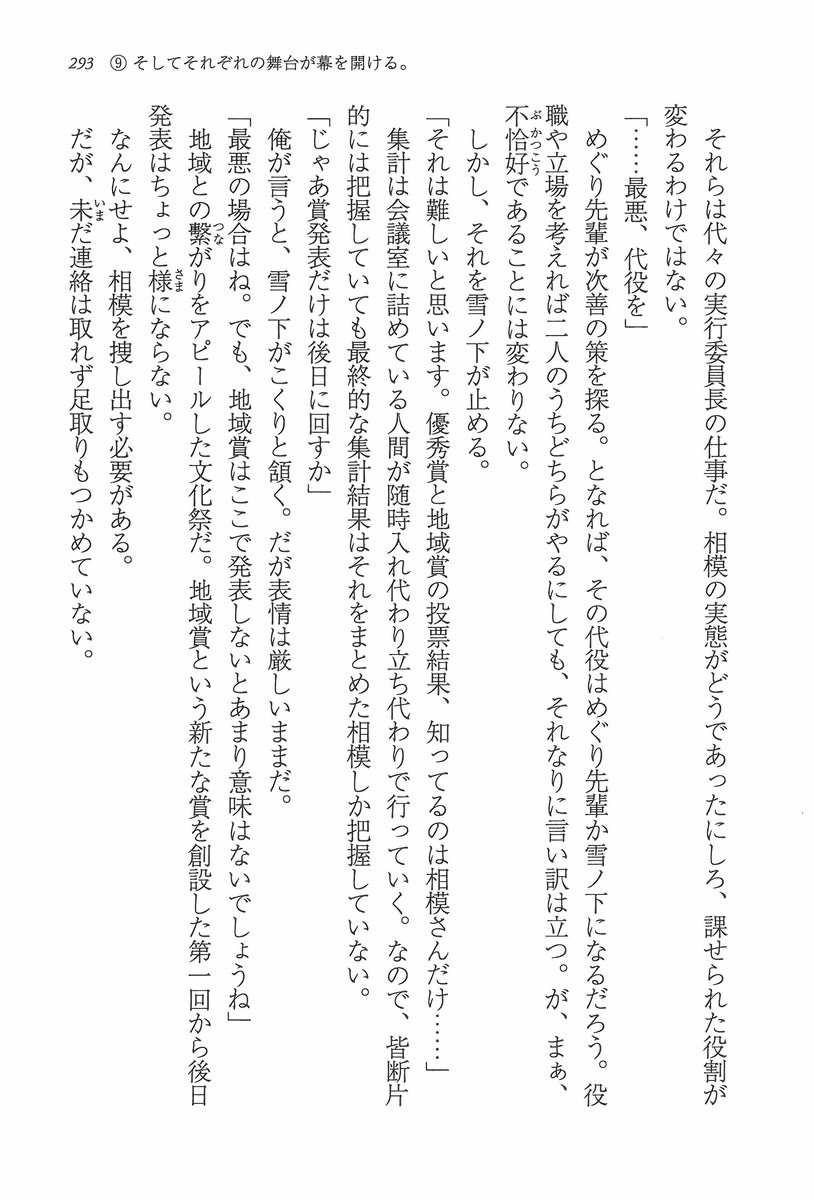 293 ⑨ そしてそれぞれの舞台が幕を開ける。
それらは代々の実行委員長の仕事だ。相模の実態がどうであったにしろ、課せられた役割が
変わるわけではない。
「……最悪、代役を」
めぐり先輩が次善の策を探る。となれば、その代役はめぐり先輩か雪ノ下になるだろう。役
職や立場を考えれば二人のうちどちらがやるにしても、それなりに言い訳は立つ。が、まぁ、
不恰好であることには変わりない。
ぶかつこう
しかし、それを雪ノ下が止める。
「それは難しいと思います。優秀賞と地域賞の投票結果、知ってるのは相模さんだけ……」
集計は会議室に詰めている人間が随時入れ代わり立ち代わりで行っていく。なので、皆断片
的には把握していても最終的な集計結果はそれをまとめた相模しか把握していない。
「じゃあ賞発表だけは後日に回すか」
俺が言うと、雪ノ下がこくりと頷く。だが表情は厳しいままだ。
「最悪の場合はね。でも、地域賞はここで発表しないとあまり意味はないでしょうね」
地域との繫がりをアピールした文化祭だ。地域賞という新たな賞を創設した第一回から後日
つな
発表はちょっと様にならない。
さま
なんにせよ、相模を捜し出す必要がある。
だが、未だ連絡は取れず足取りもつかめていない。
いま